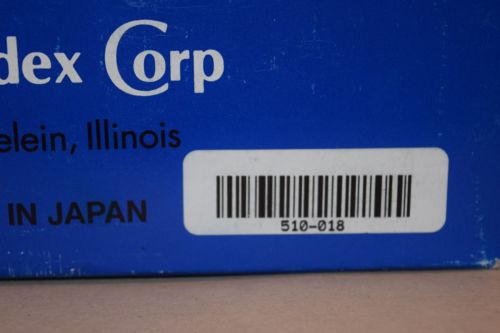 dex Corp
elein, Illinois
IN JAPAN
510-018